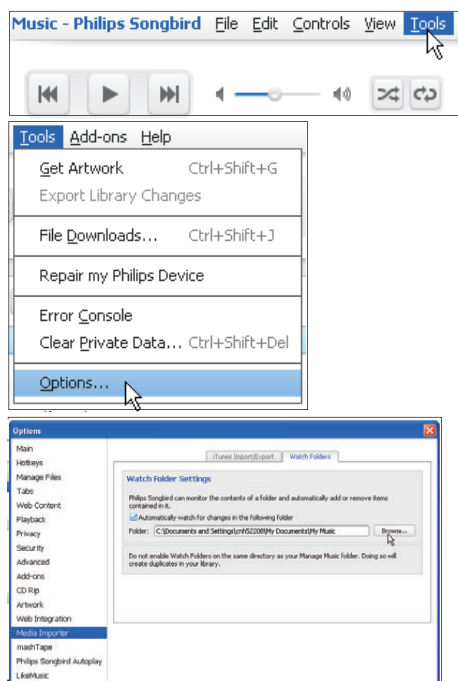 Music - Philips Songbird File Edit Controls View Tools
Tools Add-ons Help
Get Artwork Ctrl+Shift+G
Export Library Changes
File Downloads... Ctrl+Shift+J
Repair my Philips Device
Error Console
Clear Private Data... Ctrl+Shift+Del
Options...
Options
Main
Hotkeys
Manage Files
Tabs
Web Content
Playback
Privacy
Security
Advanced
Add-ons
CD Rip
Artwork
Web Integration
Media Importer
mashTape
Philips Songbird Autoplay
LikeMusic
iTunes Import/Export Watch Folders
Watch Folder Settings
Philips Songbird can monitor the contents of a folder and automatically add or remove items
contained in it.
Automatically watch for changes in the following folder
Folder: C:\Documents and Settings\cnh52208\My Documents\My Music Browse...
Do not enable Watch Folders on the same directory as your Manage Music folder. Doing so will
create duplicates in your library.